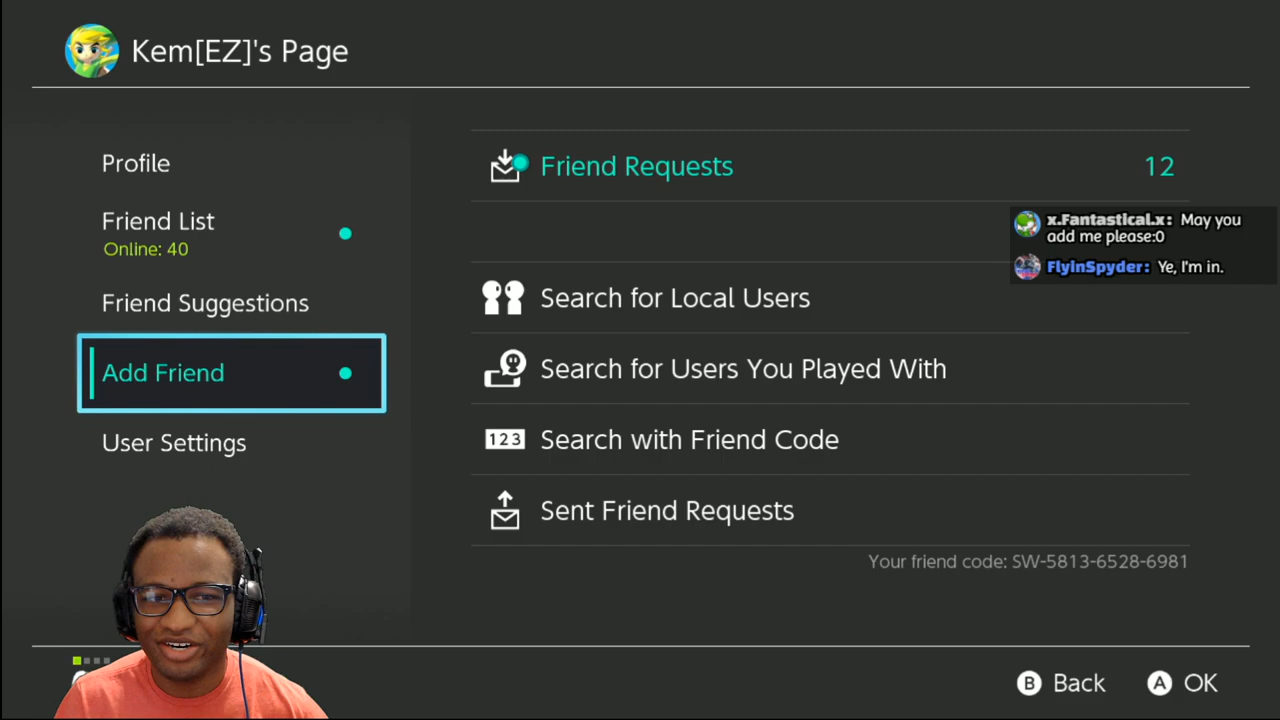 Kem[EZ]'s Page
Profile
Friend List
Online: 40
Friend Suggestions
Add Friend
User Settings
Friend Requests 12
x.Fantastical.x: May you
add me please:0
FlyinSpyder: Ye, I'm in.
Search for Local Users
Search for Users You Played With
123 Search with Friend Code
Sent Friend Requests
Your friend code: SW-5813-6528-6981
B Back A OK